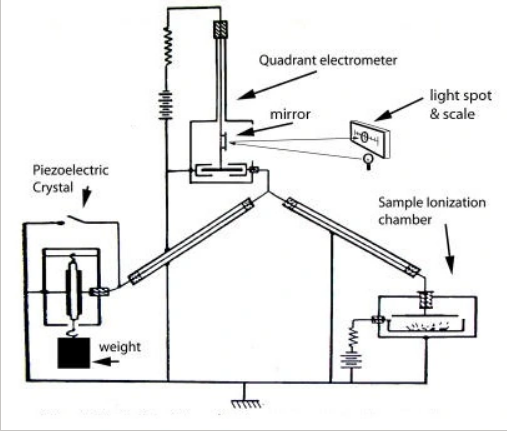 Quadrant electrometer
light spot
& scale
mirror
Piezoelectric
Crystal
Sample Ionization
chamber
weight